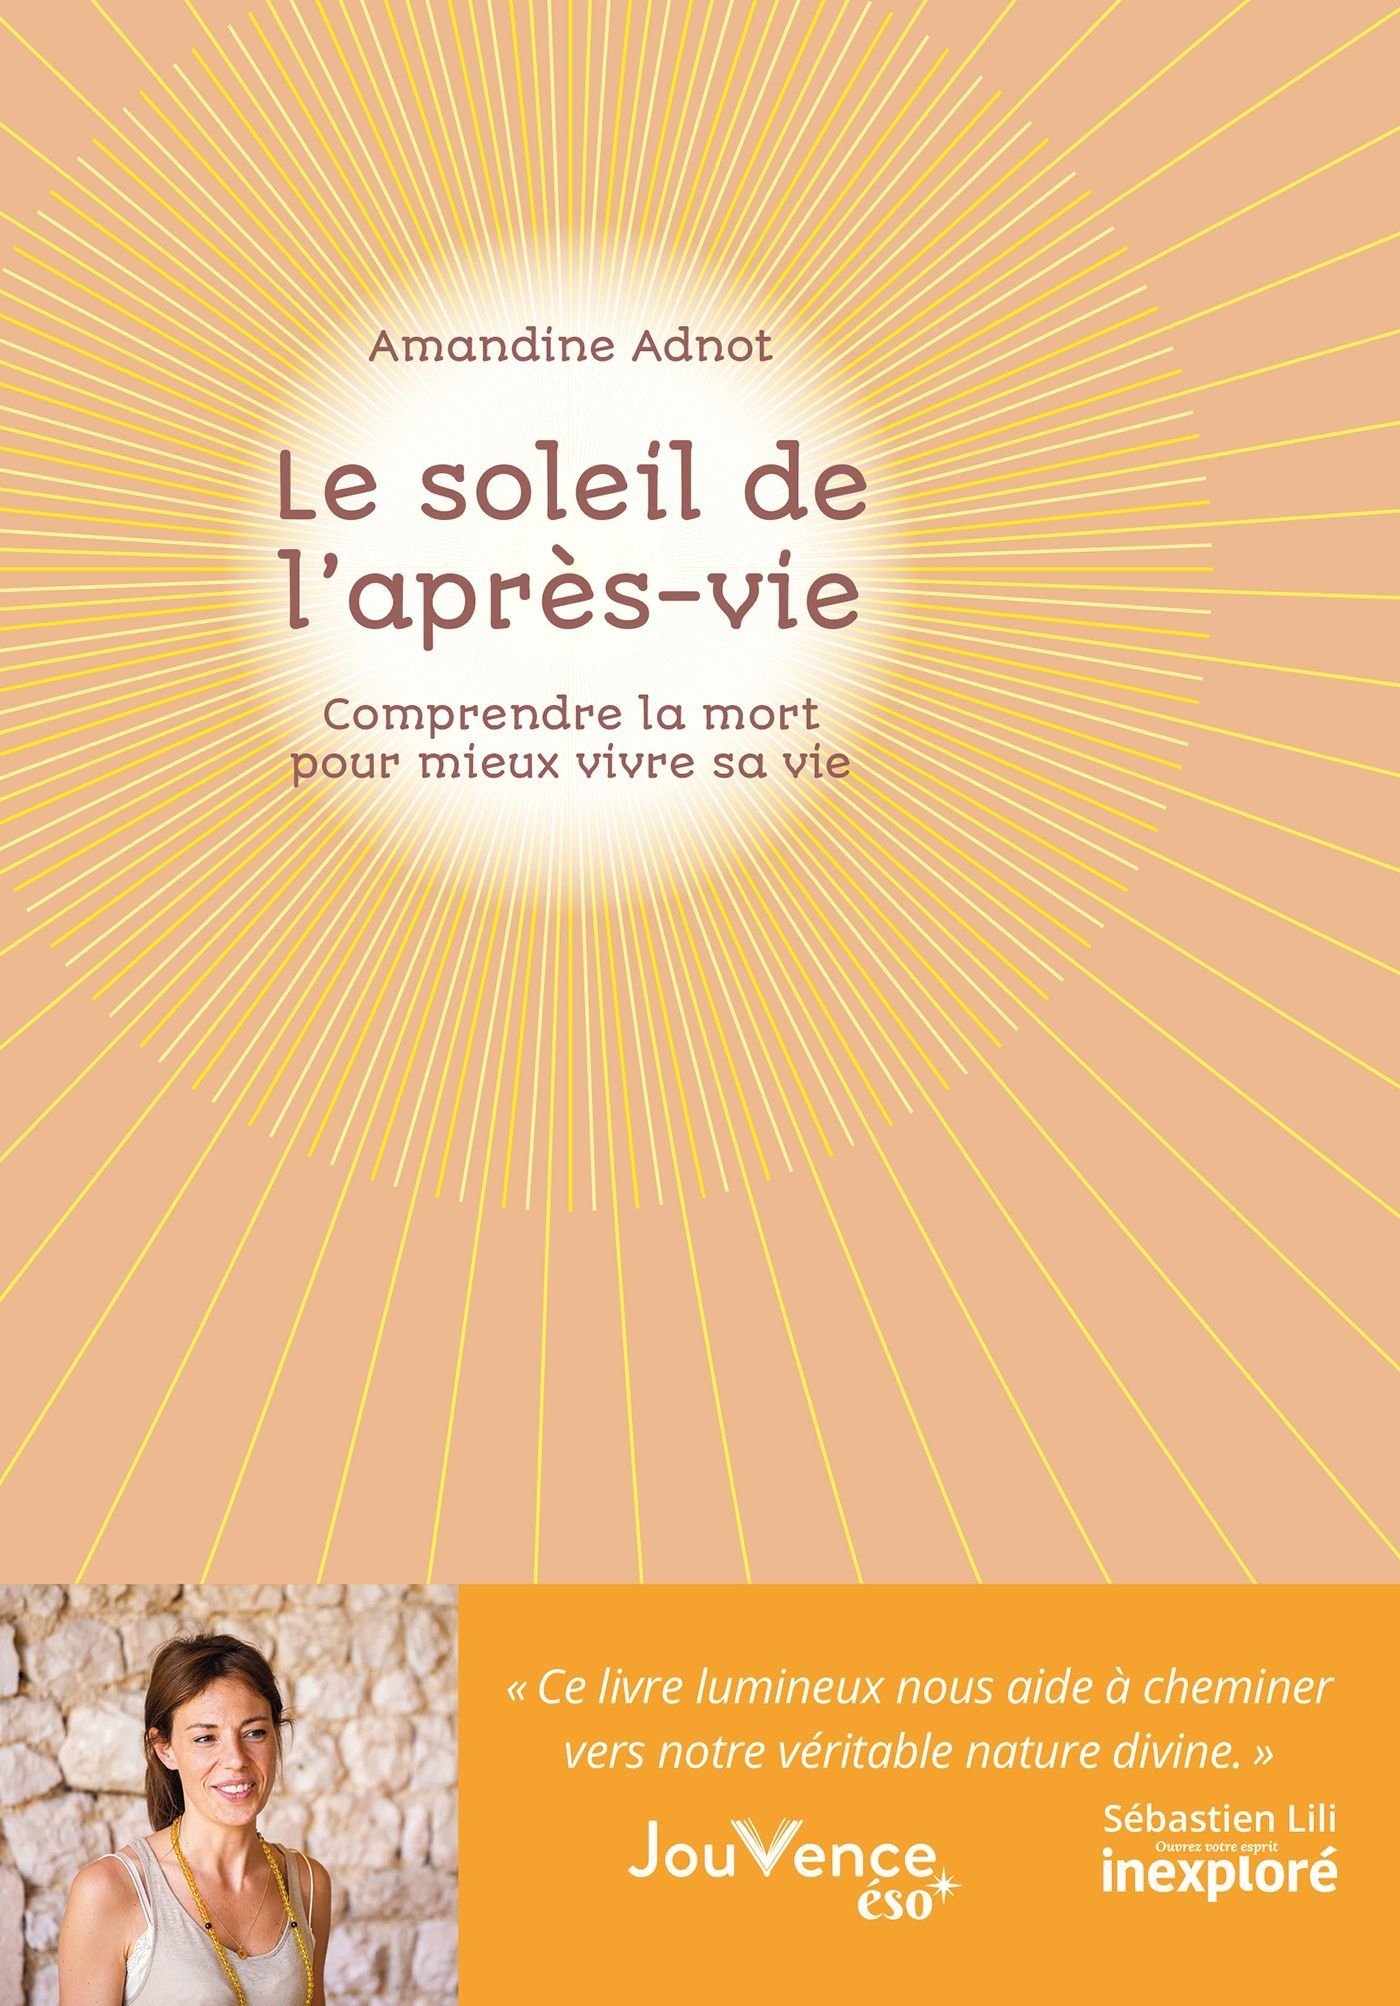 Amandine Adnot
Le soleil de
l'après-vie
Comprendre la mort
pour mieux vivre sa vie
« Ce livre lumineux nous aide à cheminer
vers notre véritable nature divine. »
Sébastien Lili
Ouvrez votre esprit
inexploré
JouVence
éso